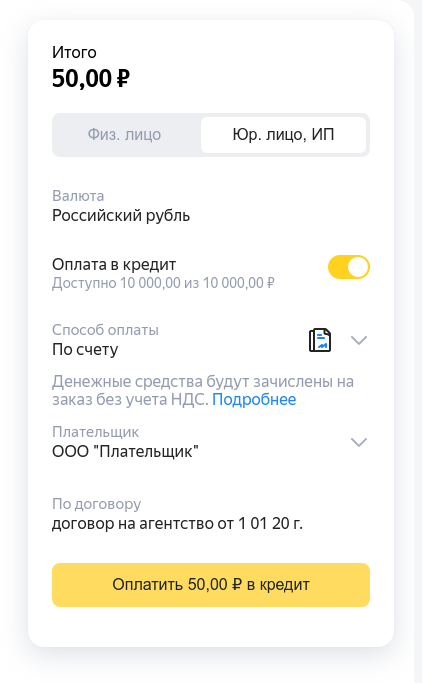 Итого
50,00 ₽
Физ. лицо
Юр. лицо, ИП
Валюта
Российский рубль
Оплата в кредит
Доступно 10 000,00 из 10 000,00 ₽
Способ оплаты
По счету
Денежные средства будут зачислены на
заказ без учета НДС. Подробнее
Плательщик
ООО "Плательщик"
По договору
договор на агентство от 1 01 20 г.
Оплатить 50,00 ₽ в кредит